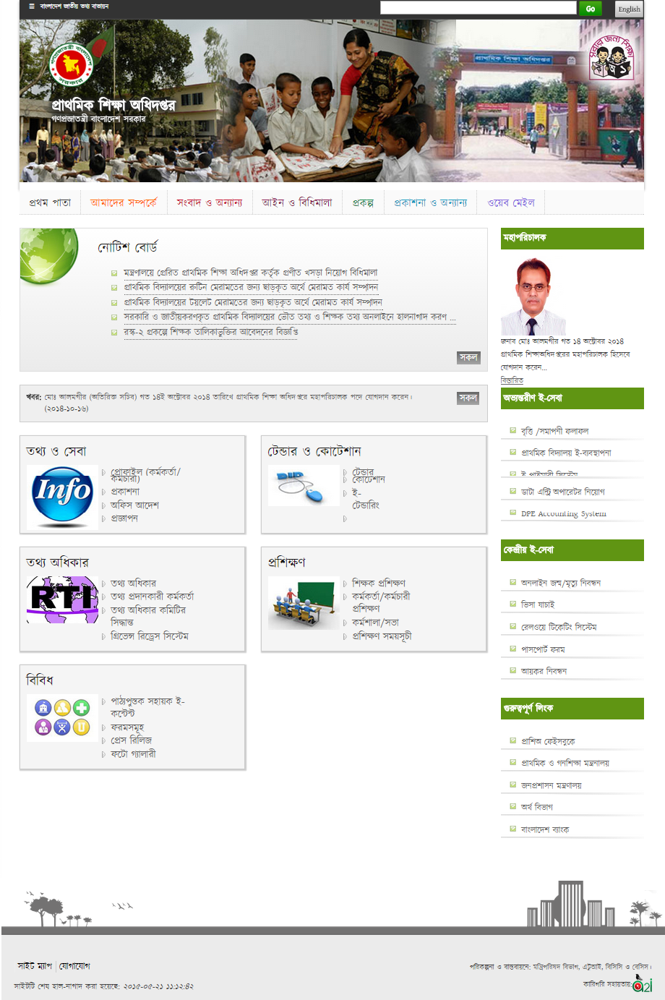 ☰ বাংলাদেশ জাতীয় তথ্য বাতায়ন
Go
English
প্রাথমিক শিক্ষা অধিদপ্তর
গণপ্রজাতন্ত্রী বাংলাদেশ সরকার
গণপ্রজাতন্ত্রী বাংলাদেশ সরকার
সবার জন্য শিক্ষা
প্রাথমিক শিক্ষা অধিদপ্তর
প্রথম পাতা
আমাদের সম্পর্কে
সংবাদ ও অন্যান্য
আইন ও বিধিমালা
প্রকল্প
প্রকাশনা ও অন্যান্য
ওয়েব মেইল
নোটিশ বোর্ড
মন্ত্রণালয়ে প্রেরিত প্রাথমিক শিক্ষা অধিদপ্তর কর্তৃক প্রণীত খসড়া নিয়োগ বিধিমালা
প্রাথমিক বিদ্যালয়ের রুটিন মেরামতের জন্য ছাড়কৃত অর্থে মেরামত কার্য সম্পাদন
প্রাথমিক বিদ্যালয়ের টয়লেট মেরামতের জন্য ছাড়কৃত অর্থে মেরামত কার্য সম্পাদন
সরকারি ও জাতীয়করণকৃত প্রাথমিক বিদ্যালয়ের ভৌত তথ্য ও শিক্ষক তথ্য অনলাইনে হালনাগাদ করণ ...
রস্ক-২ প্রকল্পে শিক্ষক তালিকাভুক্তির আবেদনের বিজ্ঞপ্তি
সকল
খবর: মোঃ আলমগীর (অতিরিক্ত সচিব) গত ১৪ই অক্টোবর ২০১৪ তারিখে প্রাথমিক শিক্ষা অধিদপ্তরে মহাপরিচালক পদে যোগদান করেন।
(২০১৪-১০-১৬)
সকল
তথ্য ও সেবা
Info
প্রোফাইল (কর্মকর্তা/
কর্মচারী)
প্রকাশনা
অফিস আদেশ
প্রজ্ঞাপন
টেন্ডার ও কোটেশান
BID
টেন্ডার
কোটেশান
ই-
টেন্ডারিং
তথ্য অধিকার
RTI
তথ্য অধিকার
তথ্য প্রদানকারী কর্মকর্তা
তথ্য অধিকার কমিটির
সিদ্ধান্ত
গ্রিভেন্স রিড্রেস সিস্টেম
প্রশিক্ষণ
শিক্ষক প্রশিক্ষণ
কর্মকর্তা/কর্মচারী
প্রশিক্ষণ
কর্মশালা/সভা
প্রশিক্ষণ সময়সূচী
বিবিধ
পাঠ্যপুস্তক সহায়ক ই-
কন্টেন্ট
ফরমসমূহ
প্রেস রিলিজ
ফটো গ্যালারী
মহাপরিচালক
জনাব মোঃ আলমগীর গত ১৪ অক্টোবর ২০১৪
প্রাথমিক শিক্ষাঅধিদপ্তরের মহাপরিচালক হিসেবে
যোগদান করেন...
বিস্তারিত
অভ্যন্তরীণ ই-সেবা
বৃত্তি /সমাপনী ফলাফল
প্রাথমিক বিদ্যালয় ই-ব্যবস্থাপনা
ই প্রাইমারী সিস্টেম
ডাটা এন্ট্রি অপারেটর নিয়োগ
DPE Accounting System
কেন্দ্রীয় ই-সেবা
অনলাইন জন্ম/মৃত্যু নিবন্ধন
ভিসা যাচাই
রেলওয়ে টিকেটিং সিস্টেম
পাসপোর্ট ফরম
আয়কর নিবন্ধন
গুরুত্বপূর্ণ লিংক
প্রাশিঅ ফেইসবুকে
প্রাথমিক ও গনশিক্ষা মন্ত্রনালয়
জনপ্রশাসন মন্ত্রণালয়
অর্থ বিভাগ
বাংলাদেশ ব্যাংক
সাইট ম্যাপ | যোগাযোগ
সাইটটি শেষ হাল-নাগাদ করা হয়েছে: ২০১৫-০৫-২১ ১১:১২:৪২
পরিকল্পনা ও বাস্তবায়নে: মন্ত্রিপরিষদ বিভাগ, এটুআই, বিসিসি ও বেসিস।
কারিগরি সহায়তায়:
a2i